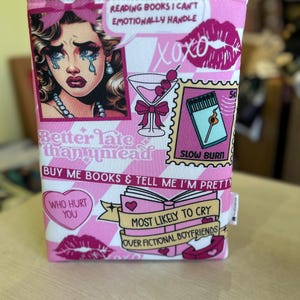 READING BOOKS I CAN'T
EMOTIONALLY HANDLE
XOXO
5¢
SLOW BURN
Better late
than unread
BUY ME BOOKS & TELL ME I'M PRETTY
WHO HURT
YOU
MOST LIKELY TO CRY
OVER FICTIONAL BOYFRIENDS